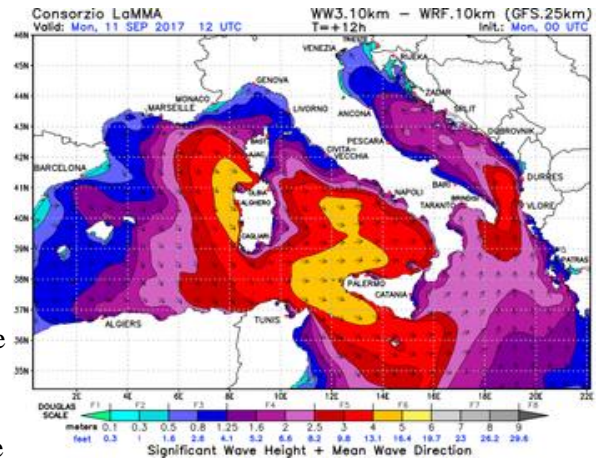 Consorzio LaMMA WW3.10km — WRF.10km (GFS.25km)
Valid: Mon, 11 SEP 2017 12 UTC T=+12h Init.: Mon, 00 UTC
46N
45N
44N
43N
42N
41N
40N
39N
38N
37N
36N
35N
VENEZIA
TRIESTE
RIJEKA
GENOVA
ZADAR
MONACO
MARSEILLE
LIVORNO
ANCONA
SPLIT
DUBROVNIK
PESCARA
BARCELONA
CIVITA-
VECCHIA
OLBIA
ALGHERO
BARI
DURRES
NAPOLI
BRINDISI
TARANTO
VLORE
CAGLIARI
PATRAS
PALERMO
CATANIA
ALGIERS
TUNIS
2E 4E 6E 8E 10E 12E 14E 16E 18E 20E 22E
DOUGLAS
SCALE
F1 F2 F3 F4 F5 F6 F7 F8
meters 0.1 0.3 0.5 0.8 1.25 1.6 2 2.5 3 4 5 6 7 8 9
feet 0.3 1 1.6 2.6 4.1 5.2 6.6 8.2 9.8 13.1 16.4 19.7 23 26.2 29.6
Significant Wave Height + Mean Wave Direction
e
e